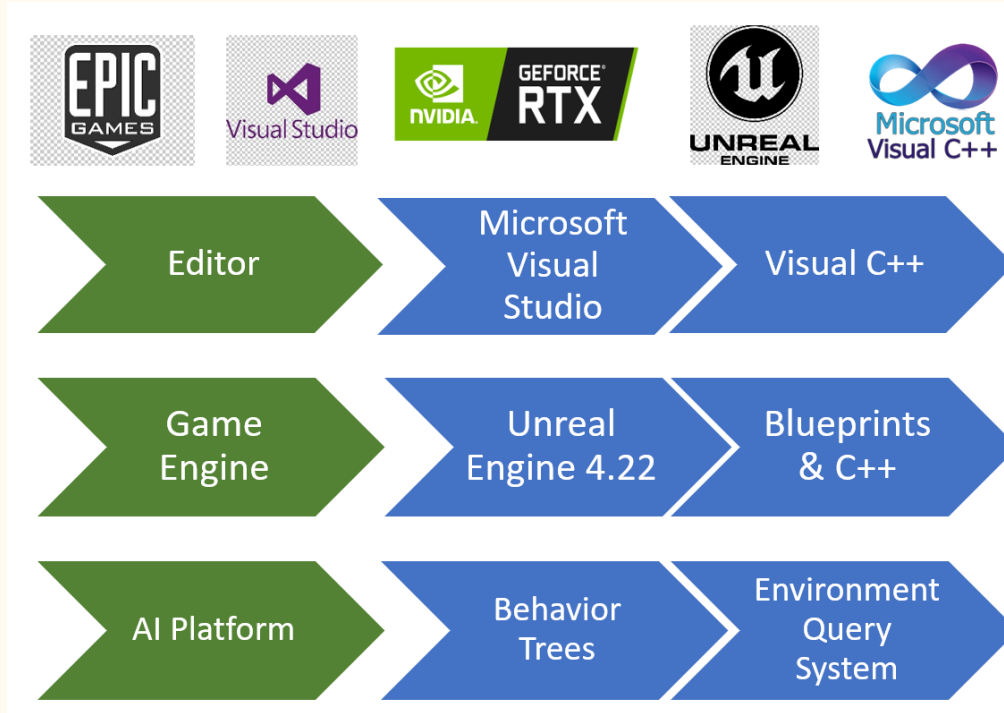 EPIC
GAMES
Visual Studio
NVIDIA.
GEFORCE®
RTX
UNREAL
ENGINE
Microsoft
Visual C++
Editor
Microsoft
Visual
Studio
Visual C++
Game
Engine
Unreal
Engine 4.22
Blueprints
& C++
AI Platform
Behavior
Trees
Environment
Query
System